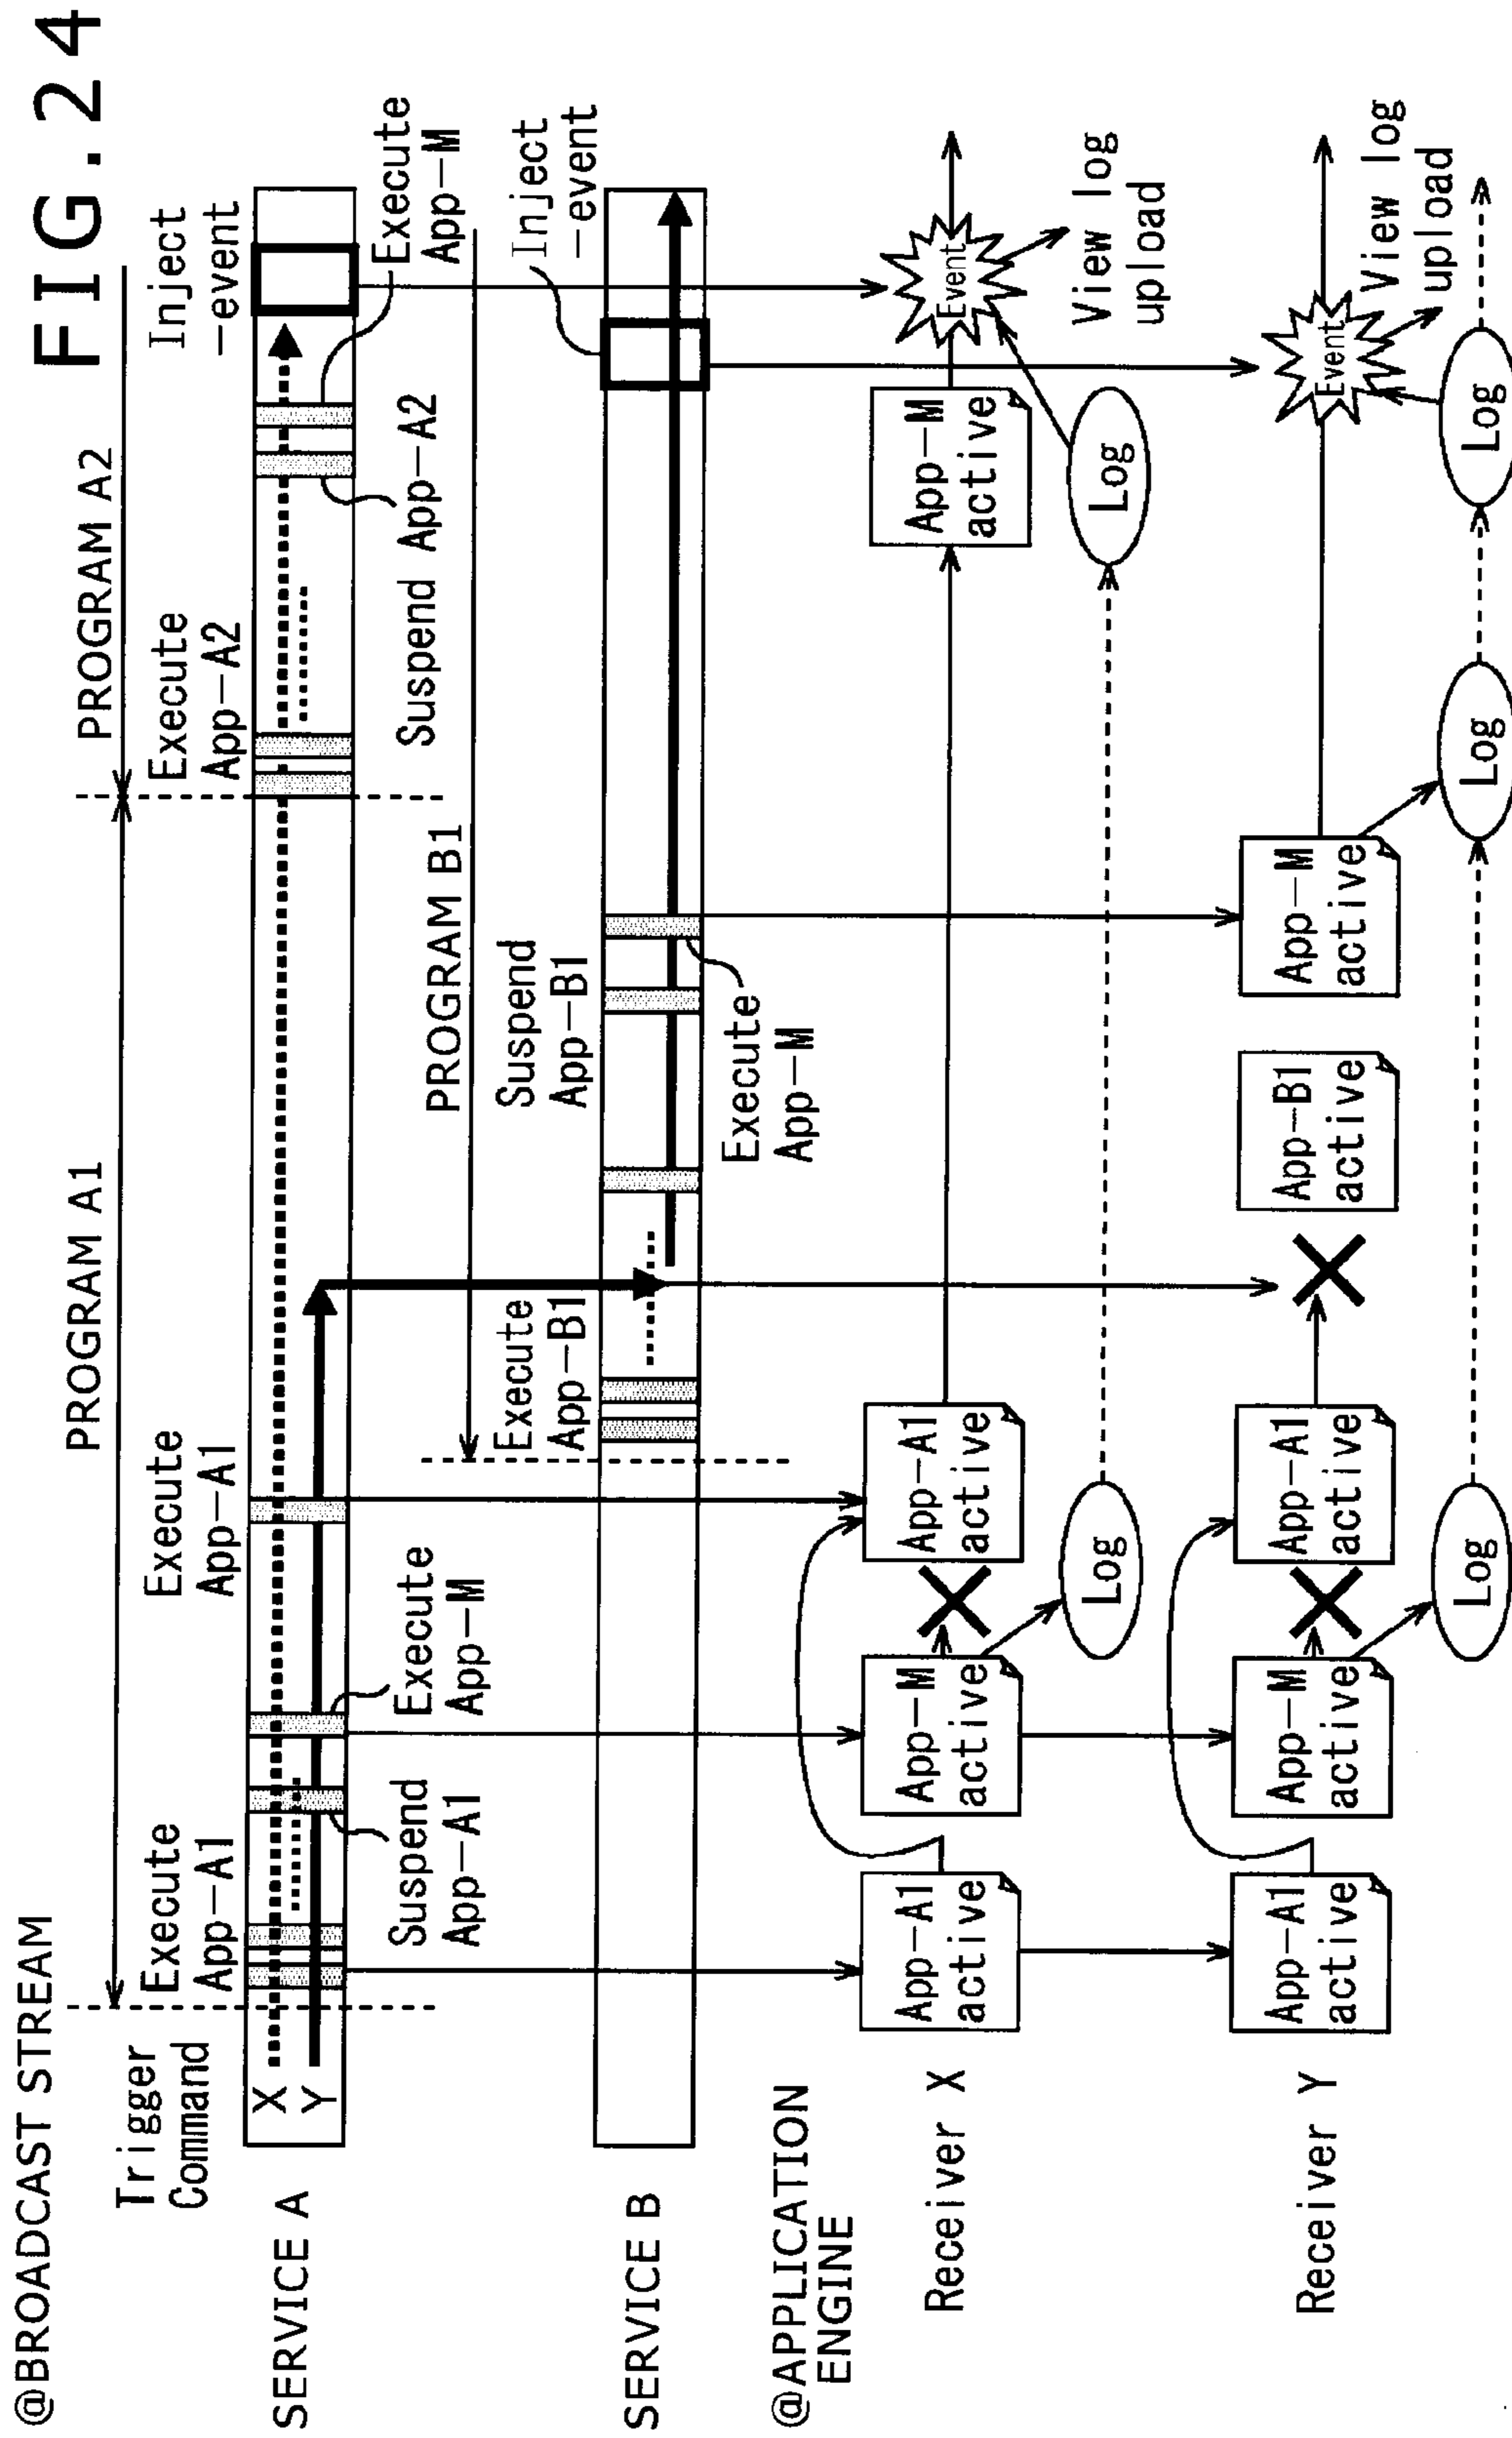 FIG.24
@BROADCAST STREAM
PROGRAM A1
PROGRAM A2
Trigger
Command
Execute
App-A1
Execute
App-A1
Execute
App-A2
Inject
-event
SERVICE A
X
Y
Suspend
App-A1
Execute
App-M
Suspend App-A2
Execute
App-M
PROGRAM B1
Execute
App-B1
Suspend
App-B1
Inject
-event
SERVICE B
Execute
App-M
@APPLICATION
ENGINE
Receiver X
App-A1
active
App-M
active
App-A1
active
App-M
active
Event
Log
Log
View log
upload
Receiver Y
App-A1
active
App-M
active
App-A1
active
App-B1
active
App-M
active
Event
View log
upload
Log
Log
Log